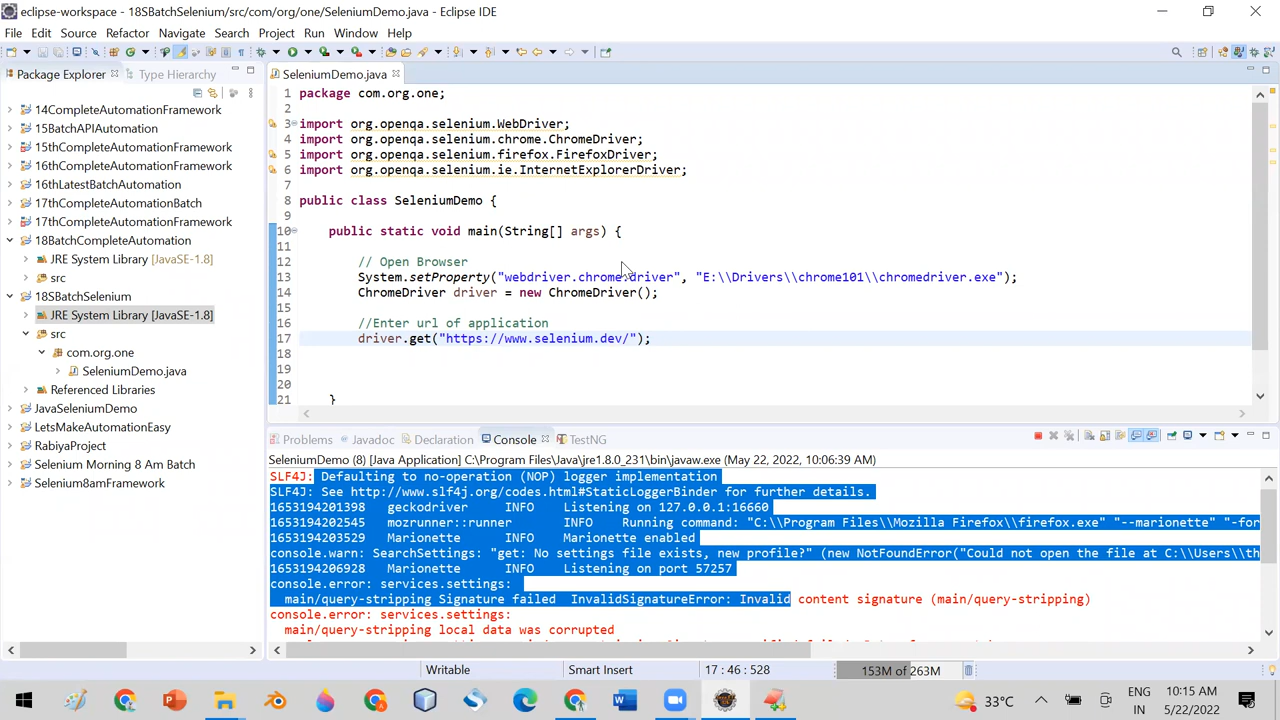 eclipse-workspace - 18SBatchSelenium/src/com/org/one/SeleniumDemo.java - Eclipse IDE
File Edit Source Refactor Navigate Search Project Run Window Help
Package Explorer
Type Hierarchy
14CompleteAutomationFramework
15BatchAPIAutomation
15thCompleteAutomationFramework
16thCompleteAutomationFramework
16thLatestBatchAutomation
17thCompleteAutomationBatch
17thCompleteAutomationFramework
18BatchCompleteAutomation
JRE System Library [JavaSE-1.8]
src
18SBatchSelenium
JRE System Library [JavaSE-1.8]
src
com.org.one
SeleniumDemo.java
Referenced Libraries
JavaSeleniumDemo
LetsMakeAutomationEasy
RabiyaProject
Selenium Morning 8 Am Batch
Selenium8amFramework
SeleniumDemo.java
1 package com.org.one;
2
3 import org.openqa.selenium.WebDriver;
4 import org.openqa.selenium.chrome.ChromeDriver;
5 import org.openqa.selenium.firefox.FirefoxDriver;
6 import org.openqa.selenium.ie.InternetExplorerDriver;
7
8 public class SeleniumDemo {
9
10 public static void main(String[] args) {
11
12 // Open Browser
13 System.setProperty("webdriver.chrome.driver", "E:\\Drivers\\chrome101\\chromedriver.exe");
14 ChromeDriver driver = new ChromeDriver();
15
16 //Enter url of application
17 driver.get("https://www.selenium.dev/");
18
19
20
21 }
Problems Javadoc Declaration Console TestNG
SeleniumDemo (8) [Java Application] C:\Program Files\Java\jre1.8.0_231\bin\javaw.exe (May 22, 2022, 10:06:39 AM)
SLF4J: Defaulting to no-operation (NOP) logger implementation
SLF4J: See http://www.slf4j.org/codes.html#StaticLoggerBinder for further details.
1653194201398 geckodriver INFO Listening on 127.0.0.1:16660
1653194202545 mozrunner::runner INFO Running command: "C:\\Program Files\\Mozilla Firefox\\firefox.exe" "--marionette" "-for
1653194203529 Marionette INFO Marionette enabled
console.warn: SearchSettings: "get: No settings file exists, new profile?" (new NotFoundError("Could not open the file at C:\\Users\\th
1653194206928 Marionette INFO Listening on port 57257
console.error: services.settings:
main/query-stripping Signature failed InvalidSignatureError: Invalid content signature (main/query-stripping)
console.error: services.settings:
main/query-stripping local data was corrupted
Writable
Smart Insert
17 : 46 : 528
153M of 263M
33°C
ENG
IN
10:15 AM
5/22/2022